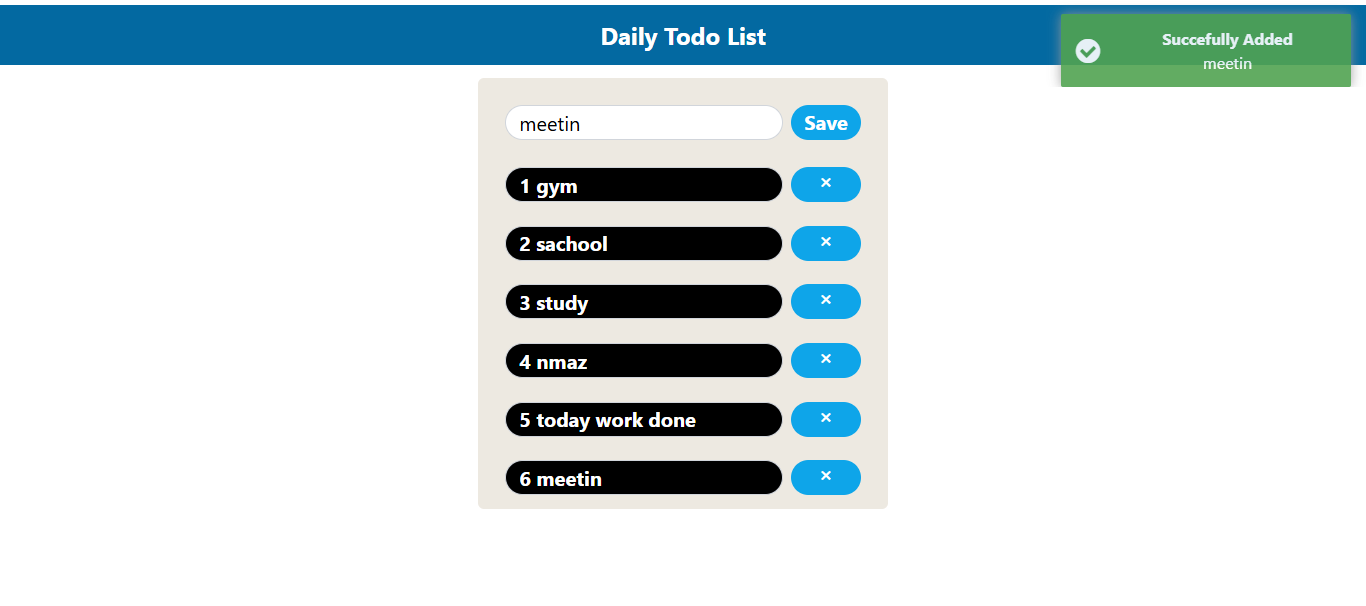 Daily Todo List
Succefully Added
meetin
meetin
Save
1 gym
×
2 sachool
×
3 study
×
4 nmaz
×
5 today work done
×
6 meetin
×